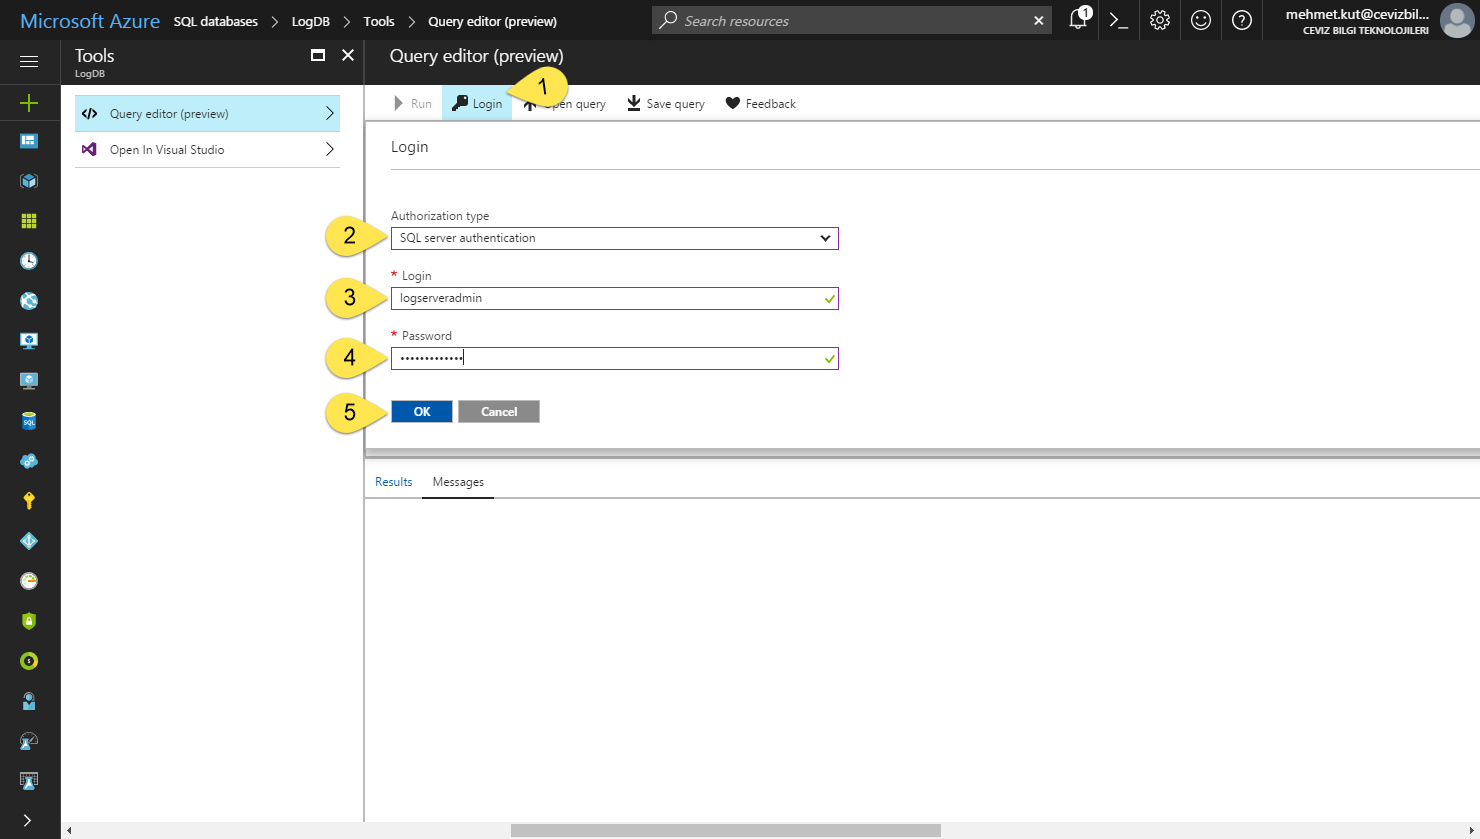 Microsoft Azure SQL databases LogDB Tools Query editor (preview) Search resources 1 mehmet.kut@cevizbil...
CEVIZ BILGI TEKNOLOJILERI
Tools
LogDB
Query editor (preview)
Open In Visual Studio
Query editor (preview)
Run Login 1 Open query Save query Feedback
Login
Authorization type
2 SQL server authentication
* Login
3 logserveradmin
* Password
4 •••••••••••••
5 OK Cancel
Results Messages
SQL